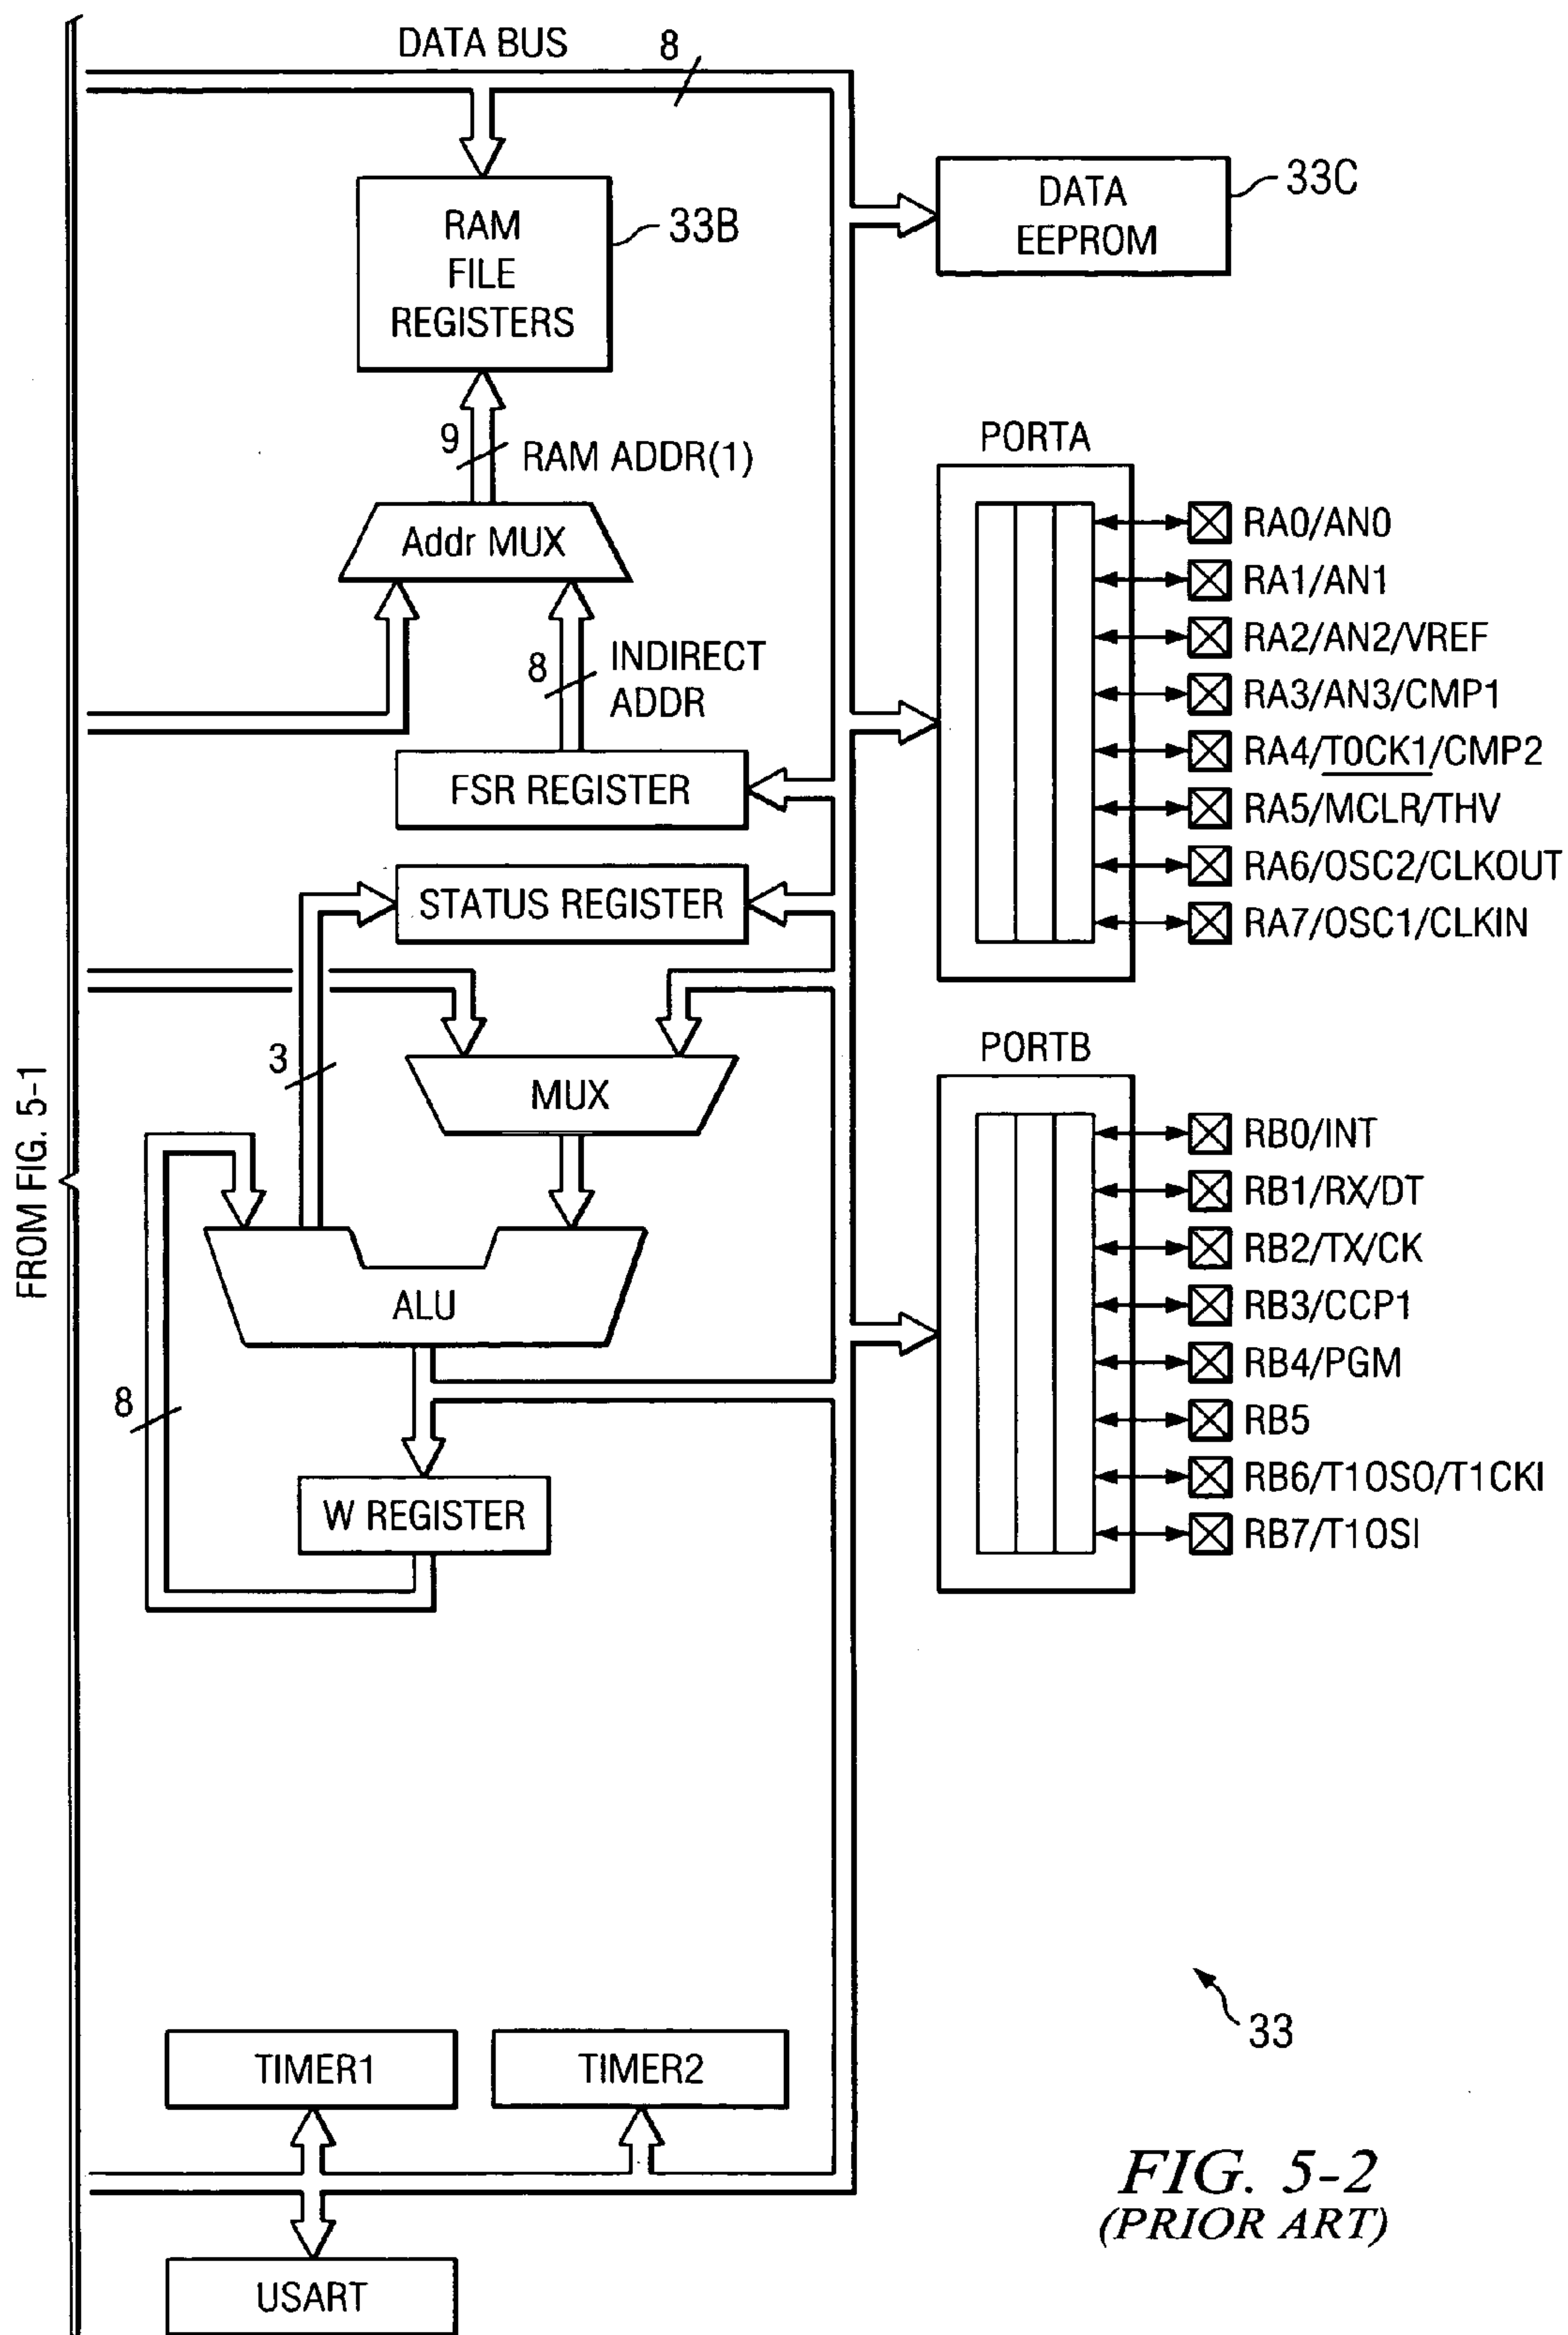 DATA BUS
8
RAM
FILE
REGISTERS
33B
DATA
EEPROM
33C
9
RAM ADDR(1)
Addr MUX
8
INDIRECT
ADDR
FSR REGISTER
STATUS REGISTER
3
MUX
ALU
8
W REGISTER
FROM FIG. 5-1
PORTA
RA0/AN0
RA1/AN1
RA2/AN2/VREF
RA3/AN3/CMP1
RA4/T0CK1/CMP2
RA5/MCLR/THV
RA6/OSC2/CLKOUT
RA7/OSC1/CLKIN
PORTB
RB0/INT
RB1/RX/DT
RB2/TX/CK
RB3/CCP1
RB4/PGM
RB5
RB6/T1OSO/T1CKI
RB7/T1OSI
TIMER1
TIMER2
USART
33
FIG. 5-2
(PRIOR ART)